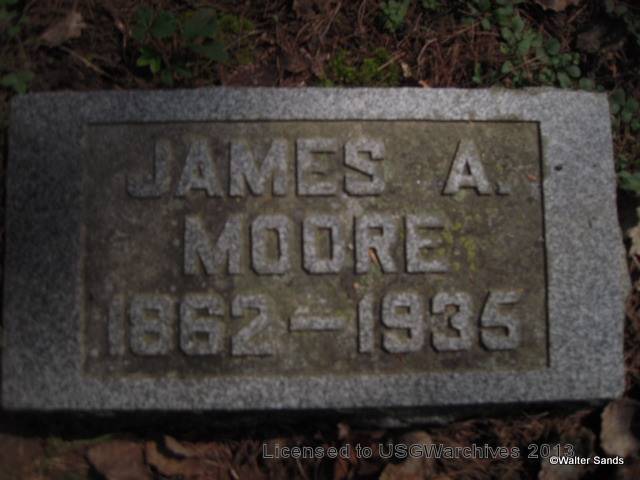 JAMES A.
MOORE
1862-1935
Licensed to USGWarchives 2013
©Walter Sands